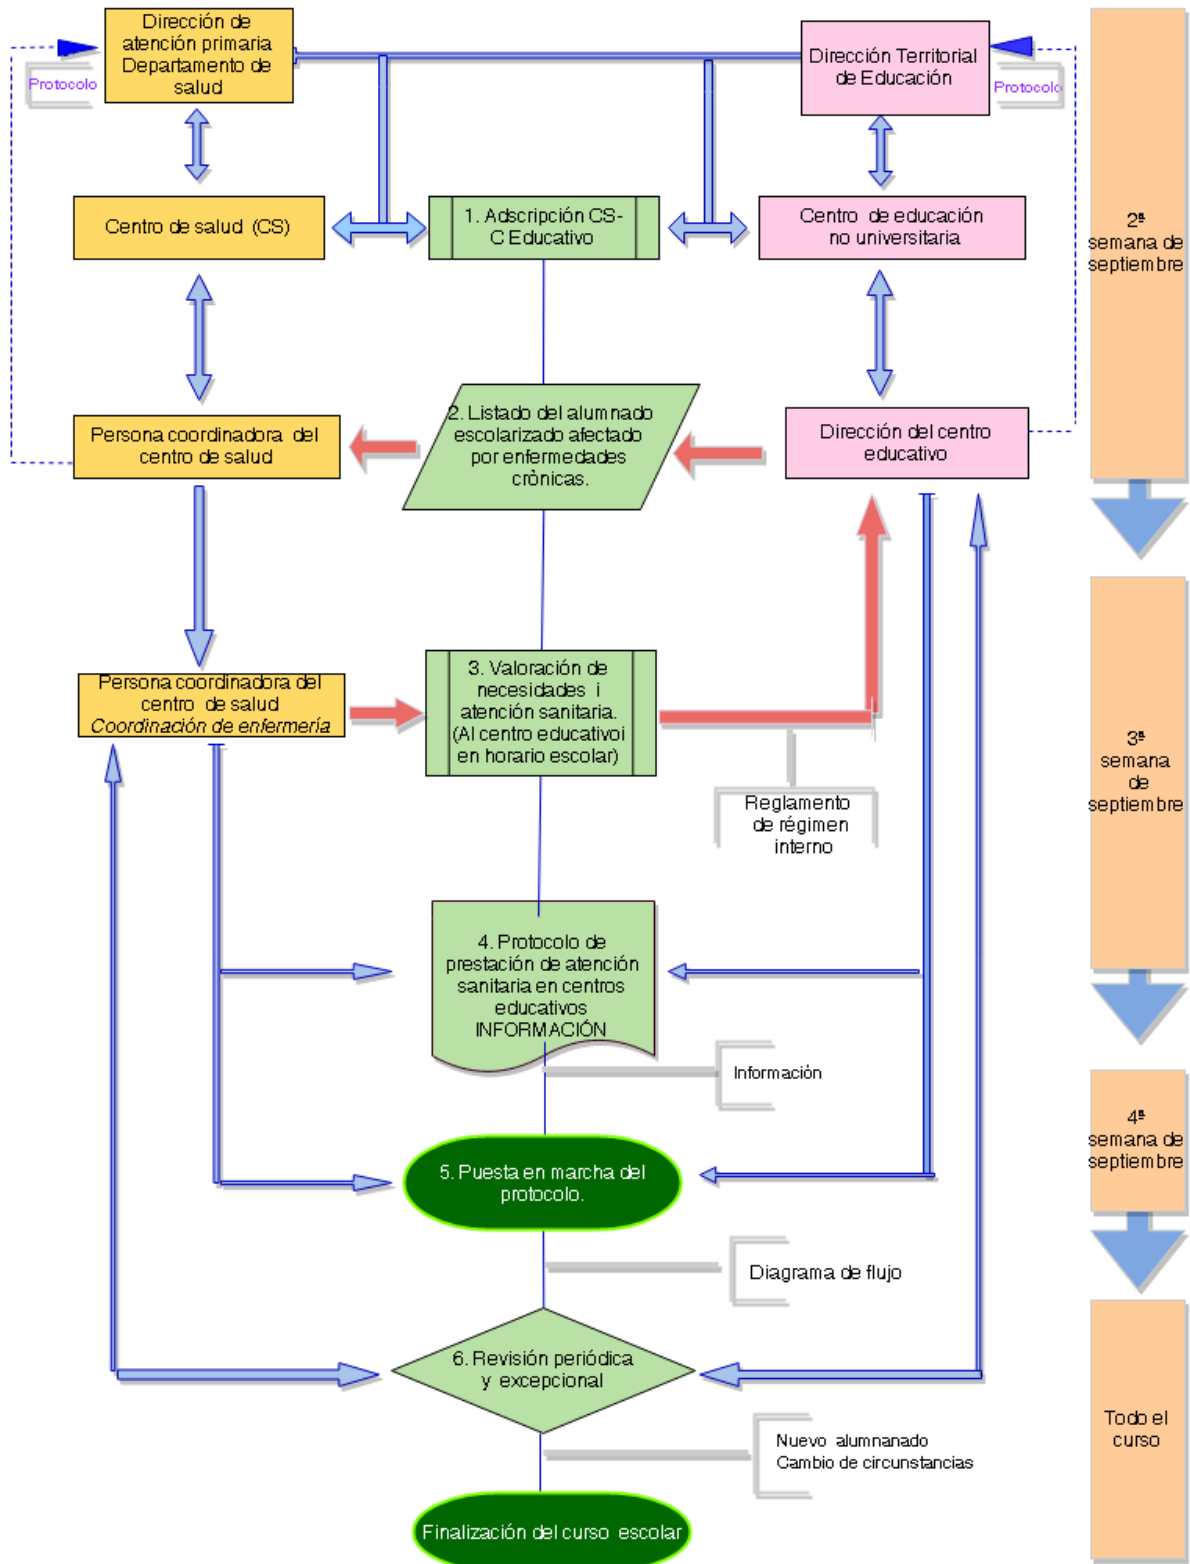 Dirección de
atención primaria
Departamento de
salud
Protocolo
Dirección Territorial
de Educación
Protocolo
Centro de salud (CS)
1. Adscripción CS-
C Educativo
Centro de educación
no universitaria
2ª
semana de
septiembre
Persona coordinadora del
centro de salud
2. Listado del alumnado
escolarizado afectado
por enfermedades
crònicas.
Dirección del centro
educativo
Persona coordinadora del
centro de salud
Coordinación de enfermería
3. Valoración de
necesidades i
atención sanitaria.
(Al centro educativoi
en horario escolar)
Reglamento
de régimen
interno
3ª
semana
de
septiembre
4. Protocolo de
prestación de atención
sanitaria en centros
educativos
INFORMACIÓN
Información
4ª
semana de
septiembre
5. Puesta en marcha del
protocolo.
Diagrama de flujo
6. Revisión periódica
y excepcional
Nuevo alumnanado
Cambio de circunstancias
Todo el
curso
Finalización del curso escolar